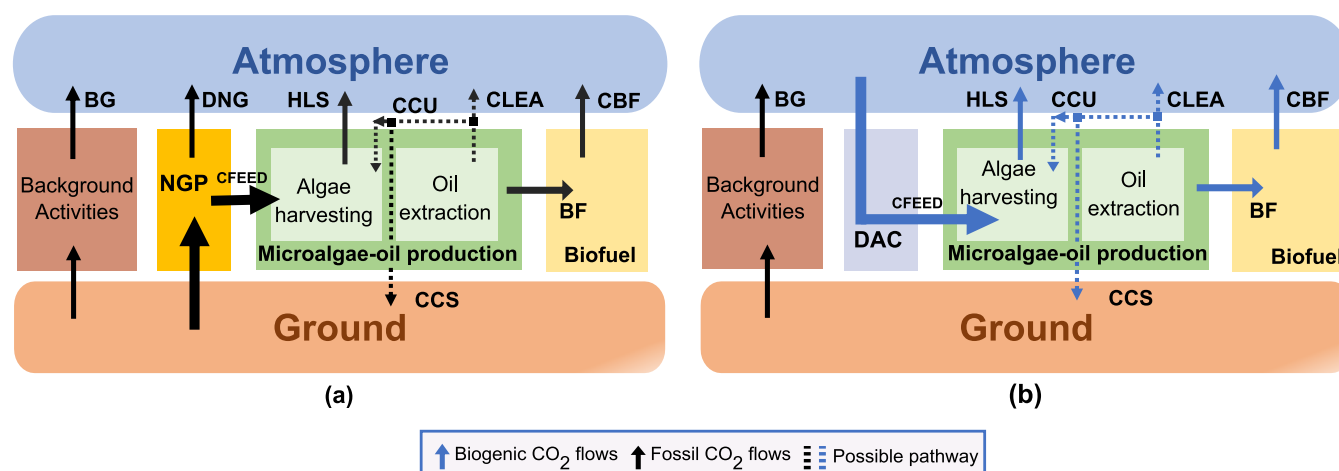 Atmosphere
BG
DNG
HLS
CCU
CLEA
CBF
Background
Activities
NGP
CFEED
Algae
harvesting
Oil
extraction
BF
Microalgae-oil production
Biofuel
CCS
Ground
(a)
Atmosphere
BG
HLS
CCU
CLEA
CBF
Background
Activities
CFEED
DAC
Algae
harvesting
Oil
extraction
BF
Microalgae-oil production
Biofuel
CCS
Ground
(b)
Biogenic CO2 flows
Fossil CO2 flows
Possible pathway